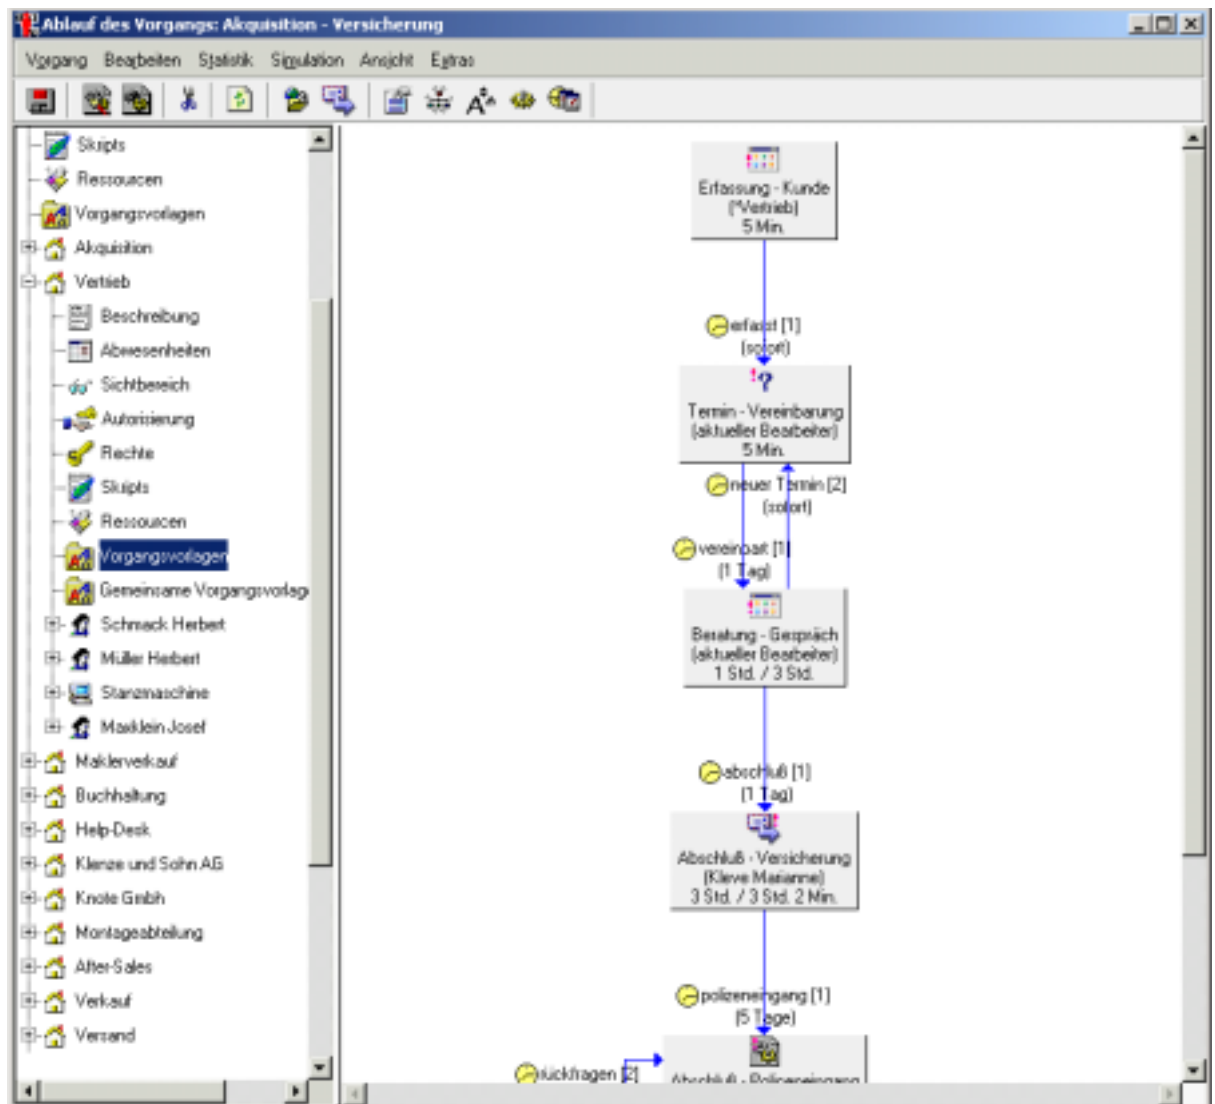 Ablauf des Vorgangs: Akquisition - Versicherung
Vorgang Bearbeiten Statistik Simulation Ansicht Extras
Skripts
Ressourcen
Vorgangsvorlagen
Akquisition
Vertrieb
Beschreibung
Abwesenheiten
Sichtbereich
Autorisierung
Rechte
Skripts
Ressourcen
Vorgangsvorlagen
Gemeinsame Vorgangsvorlag
Schmack Herbert
Müller Herbert
Stanzmaschine
Maxklein Josef
Maklerverkauf
Buchhaltung
Help-Desk
Klenze und Sohn AG
Knote Gmbh
Montageabteilung
After-Sales
Verkauf
Versand
Erfassung - Kunde
(*Vertrieb)
5 Min.
erfasst [1]
(sofort)
Termin - Vereinbarung
(aktueller Bearbeiter)
5 Min.
neuer Termin [2]
(sofort)
vereinbart [1]
(1 Tag)
Beratung - Gespräch
(aktueller Bearbeiter)
1 Std. / 3 Std.
abschluß [1]
(1 Tag)
Abschluß - Versicherung
(Kleve Marianne)
3 Std. / 3 Std. 2 Min.
polizeneingang [1]
(5 Tage)
rückfragen [2]
Abschluß - Policeneingang